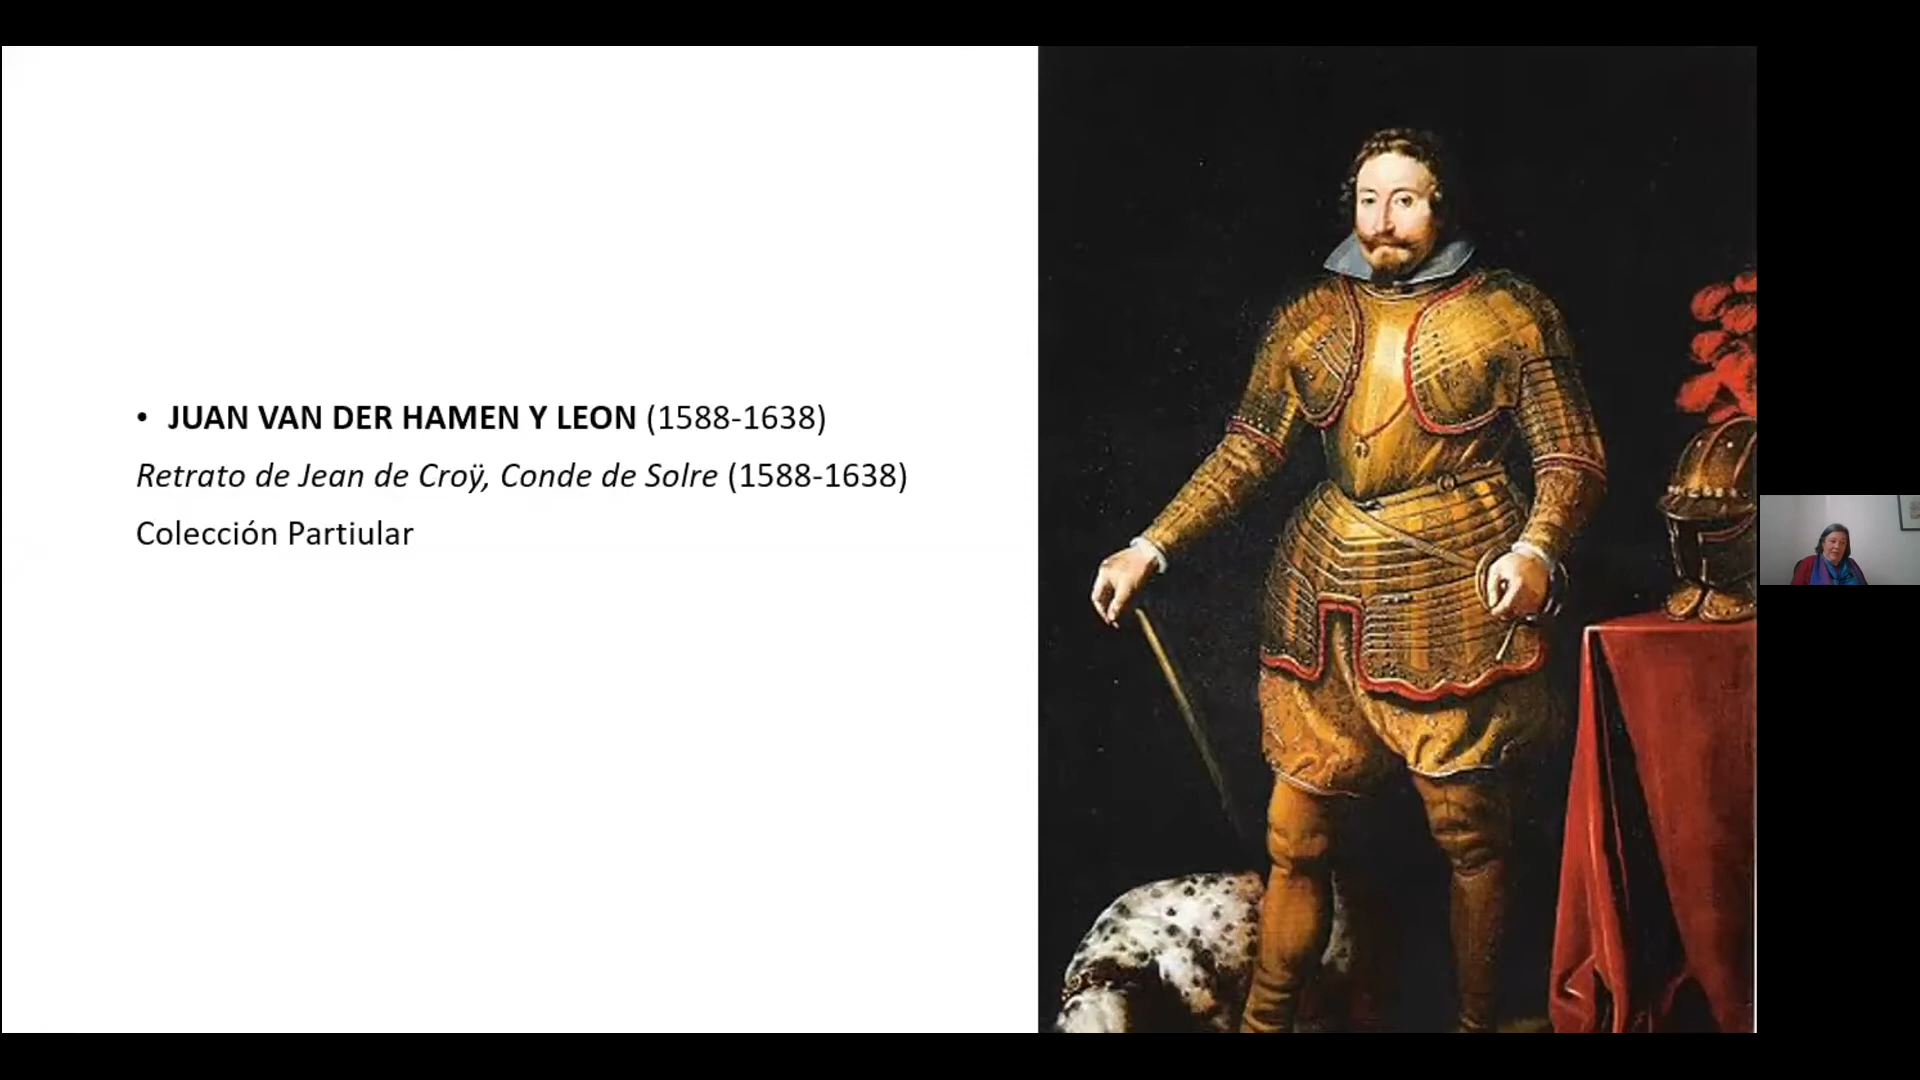 • JUAN VAN DER HAMEN Y LEON (1588-1638)
Retrato de Jean de Croÿ, Conde de Solre (1588-1638)
Colección Partiular